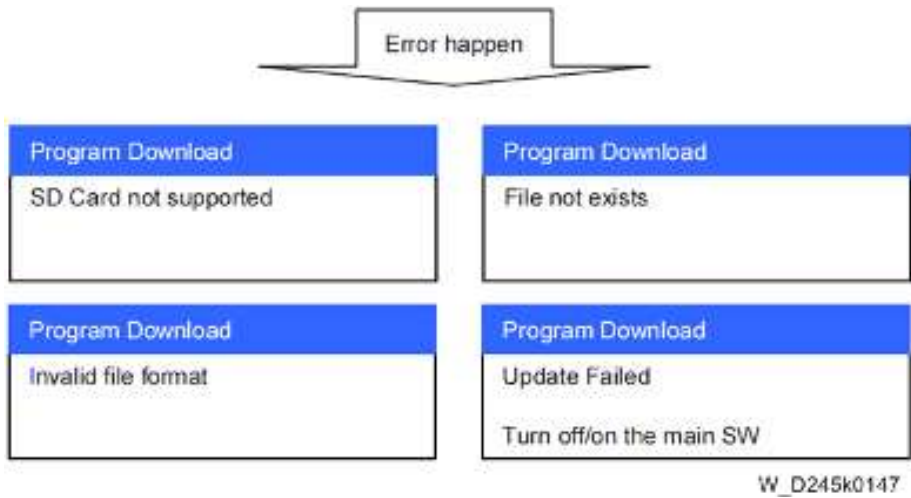 Error happen
Program Download
SD Card not supported
Program Download
File not exists
Program Download
Invalid file format
Program Download
Update Failed
Turn off/on the main SW
W_D245k0147